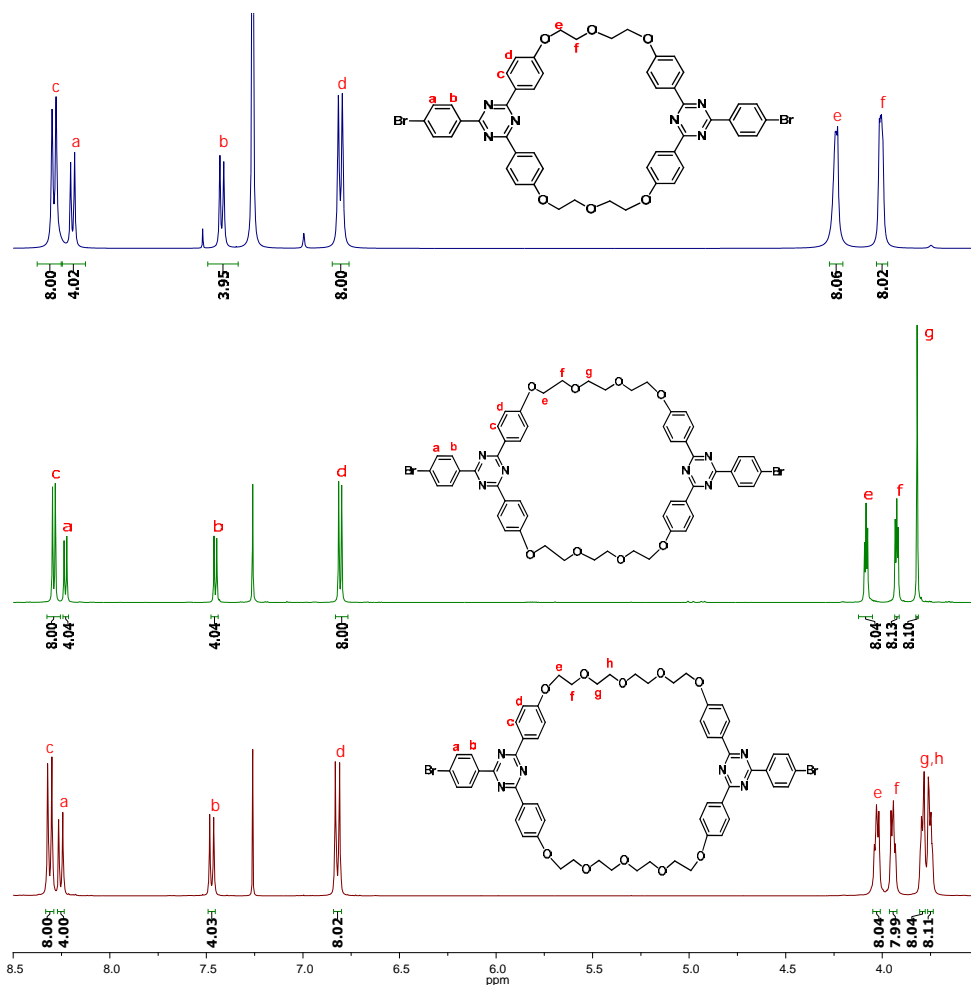 e
f
O O O
d
c
a b
Br N N N N N N Br
O O O
c
a
b
d
e
f
8.00 4.02 3.95 8.00 8.06 8.02
g
f g
e
O O O O
d
c
a b
Br N N N N N N Br
O O O O
c
a
b
d
e
f
8.00 4.04 4.04 8.00 8.04 8.13 8.10
e f g h
O O O O O
d
c
a b
Br N N N N N N Br
O O O O O
c
a
b
d
e
f
g,h
8.00 4.00 4.03 8.02 8.04 7.99 8.04 8.11
8.5 8.0 7.5 7.0 6.5 6.0 5.5 5.0 4.5 4.0
ppm